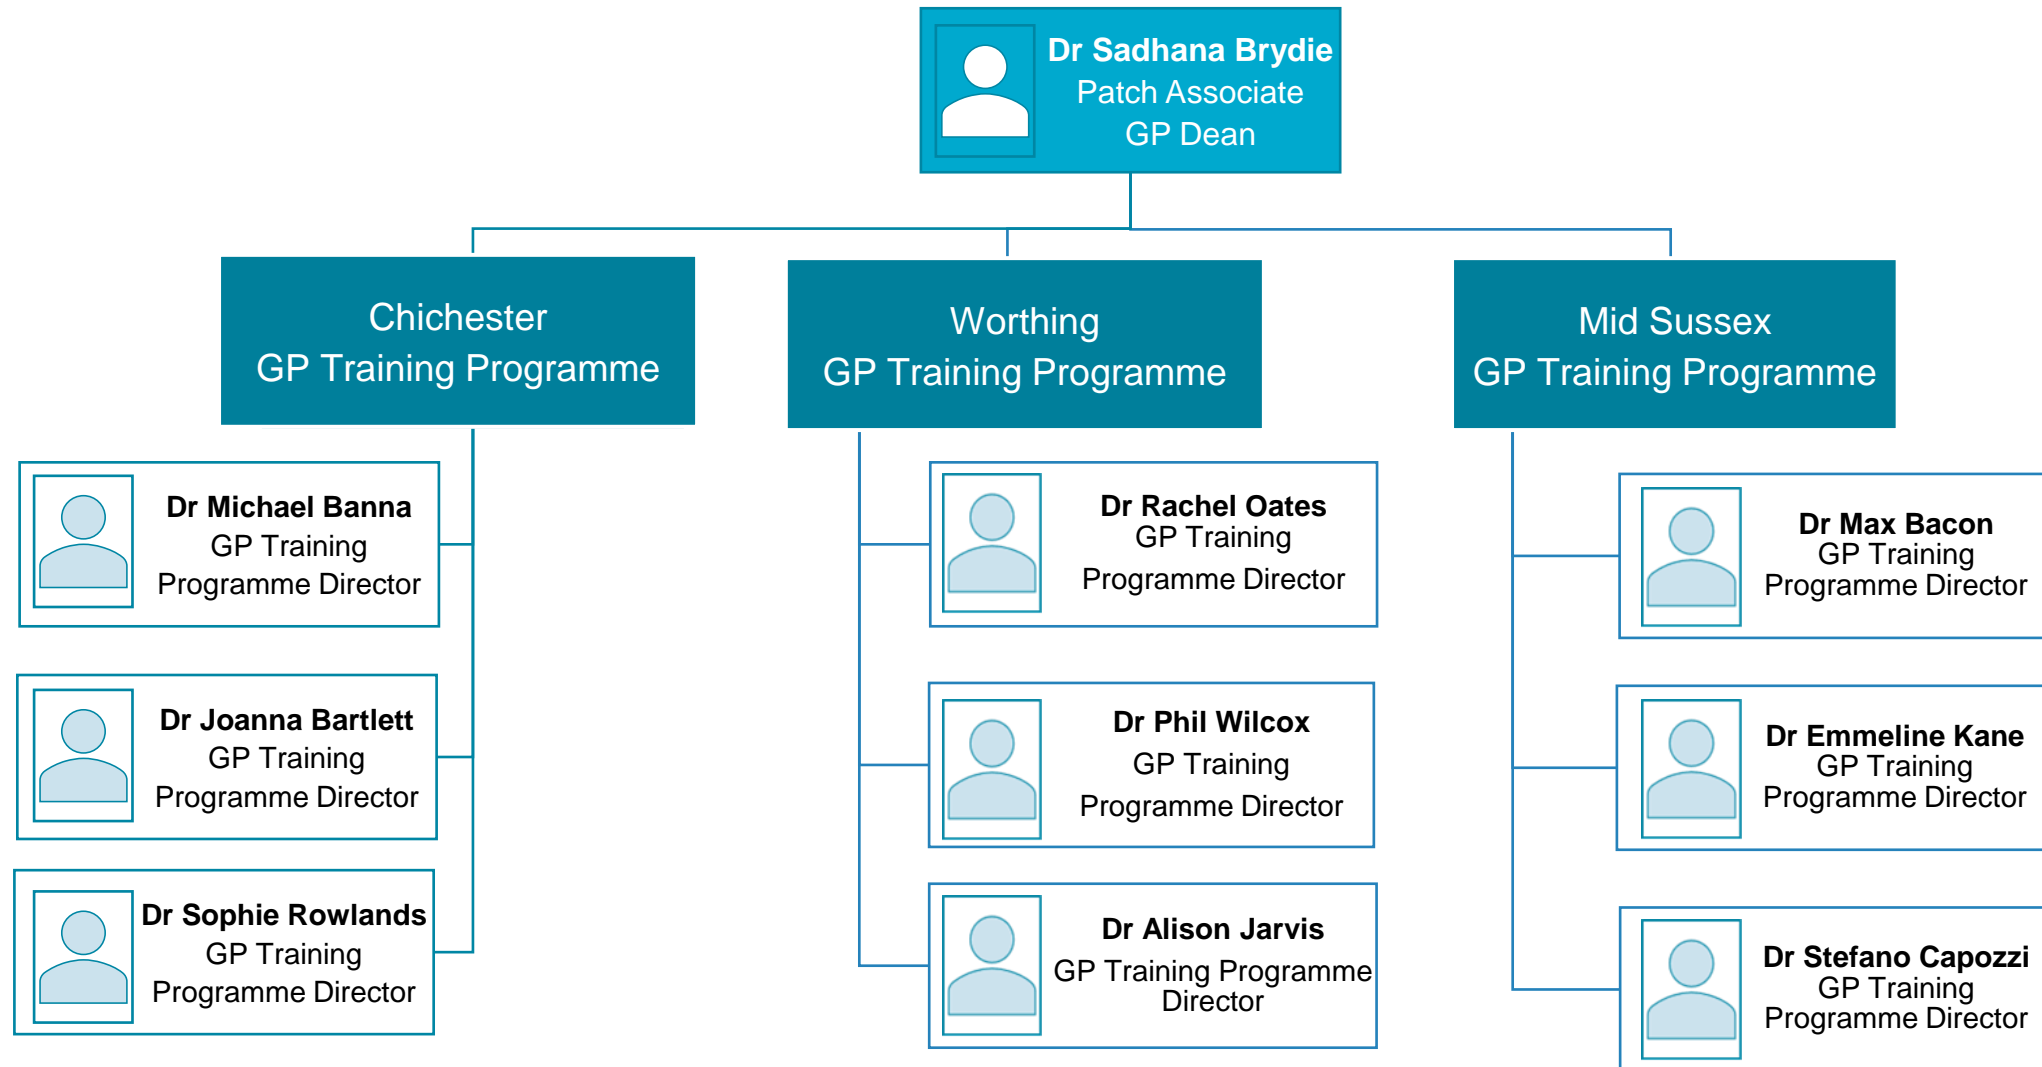 Dr Sadhana Brydie
Patch Associate
GP Dean
Chichester
GP Training Programme
Dr Michael Banna
GP Training
Programme Director
Dr Joanna Bartlett
GP Training
Programme Director
Dr Sophie Rowlands
GP Training
Programme Director
Worthing
GP Training Programme
Dr Rachel Oates
GP Training
Programme Director
Dr Phil Wilcox
GP Training
Programme Director
Dr Alison Jarvis
GP Training Programme
Director
Mid Sussex
GP Training Programme
Dr Max Bacon
GP Training
Programme Director
Dr Emmeline Kane
GP Training
Programme Director
Dr Stefano Capozzi
GP Training
Programme Director